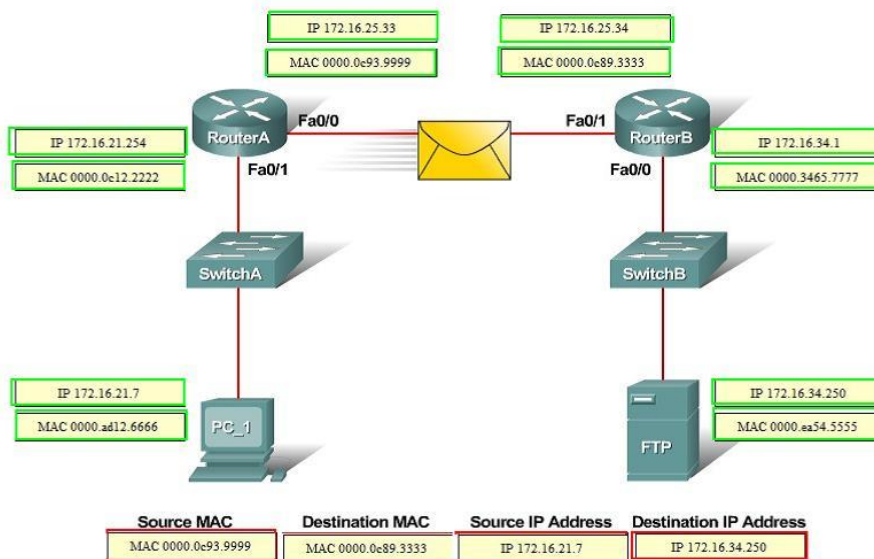 IP 172.16.25.33
IP 172.16.25.34
MAC 0000.0c93.9999
MAC 0000.0c89.3333
Fa0/0
Fa0/1
RouterA
RouterB
IP 172.16.21.254
IP 172.16.34.1
Fa0/1
Fa0/0
MAC 0000.0c12.2222
MAC 0000.3465.7777
SwitchA
SwitchB
IP 172.16.21.7
IP 172.16.34.250
MAC 0000.ad12.6666
PC_1
MAC 0000.ea54.5555
FTP
Source MAC Destination MAC Source IP Address Destination IP Address
MAC 0000.0c93.9999 MAC 0000.0c89.3333 IP 172.16.21.7 IP 172.16.34.250